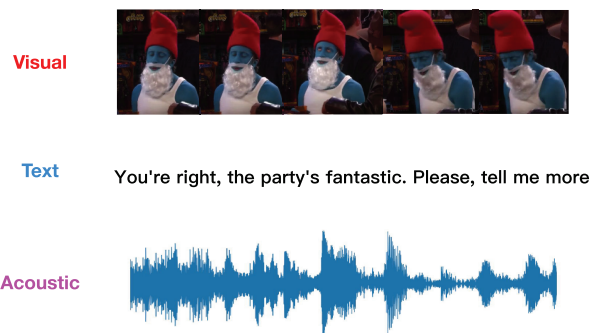 Visual
Text
You're right, the party's fantastic. Please, tell me more
Acoustic